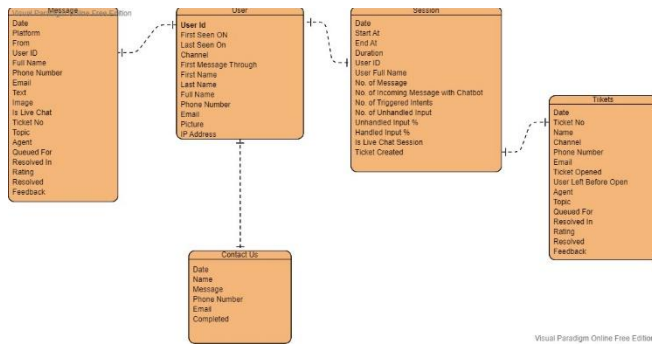 Visual Paradigm Online Free Edition
Message
Date
Platform
From
User ID
Full Name
Phone Number
Email
Text
Image
Is Live Chat
Ticket No
Topic
Agent
Queued For
Resolved In
Rating
Resolved
Feedback
User
User Id
First Seen ON
Last Seen On
Channel
First Message Through
First Name
Last Name
Full Name
Phone Number
Email
Picture
IP Address
Session
Date
Start At
End At
Duration
User ID
User Full Name
No. of Message
No. of Incoming Message with Chatbot
No. of Triggered Intents
No. of Unhandled Input
Unhandled Input %
Handled Input %
Is Live Chat Session
Ticket Created
Tikets
Date
Ticket No
Name
Channel
Phone Number
Email
Ticket Opened
User Left Before Open
Agent
Topic
Queued For
Resolved In
Rating
Resolved
Feedback
Contact Us
Date
Name
Message
Phone Number
Email
Completed
Visual Paradigm Online Free Edition